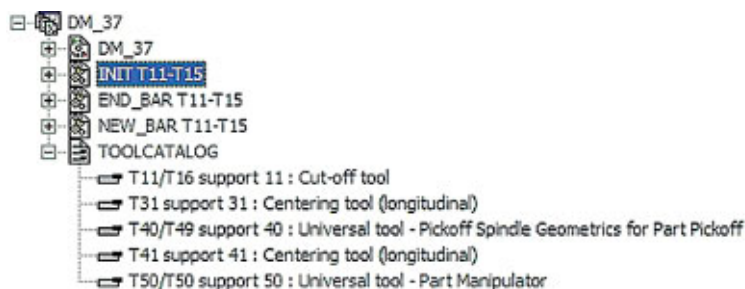 DM_37
DM_37
INIT T11-T15
END_BAR T11-T15
NEW_BAR T11-T15
TOOLCATALOG
T11/T16 support 11 : Cut-off tool
T31 support 31 : Centering tool (longitudinal)
T40/T49 support 40 : Universal tool - Pickoff Spindle Geometrics for Part Pickoff
T41 support 41 : Centering tool (longitudinal)
T50/T50 support 50 : Universal tool - Part Manipulator